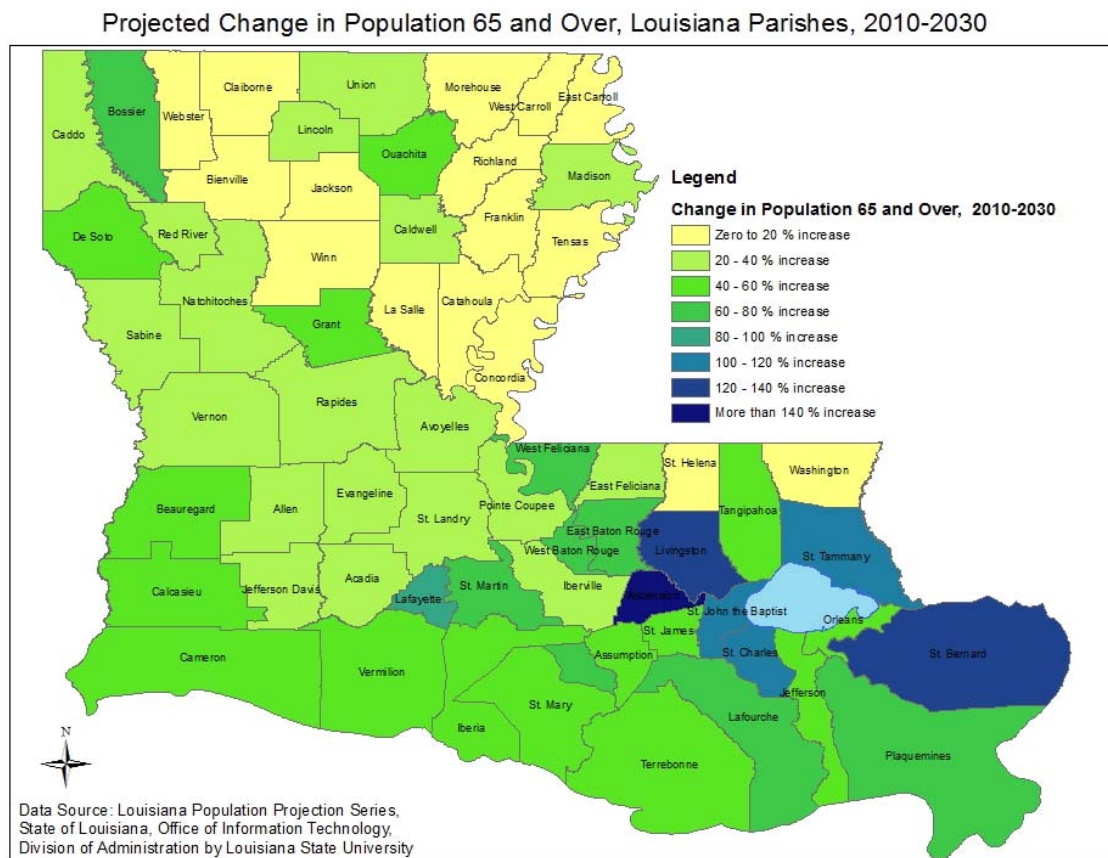 Projected Change in Population 65 and Over, Louisiana Parishes, 2010-2030
Claiborne
Union
Morehouse
West Carroll
East Carroll
Bossier
Webster
Caddo
Lincoln
Ouachita
Richland
Madison
Bienville
Jackson
Franklin
De Soto
Red River
Caldwell
Tensas
Winn
Natchitoches
La Salle
Catahoula
Grant
Sabine
Concordia
Vernon
Rapides
Avoyelles
West Feliciana
St. Helena
Washington
East Feliciana
Evangeline
Pointe Coupee
Beauregard
Allen
St. Landry
Tangipahoa
East Baton Rouge
West Baton Rouge
Livingston
St. Tammany
Calcasieu
Jefferson Davis
Acadia
Lafayette
St. Martin
Iberville
Ascension
St. John the Baptist
Orleans
St. James
Cameron
Vermilion
Assumption
St. Charles
St. Bernard
Iberia
St. Mary
Jefferson
Lafourche
Terrebonne
Plaquemines
Legend
Change in Population 65 and Over, 2010-2030
Zero to 20 % increase
20 - 40 % increase
40 - 60 % increase
60 - 80 % increase
80 - 100 % increase
100 - 120 % increase
120 - 140 % increase
More than 140 % increase
N
Data Source: Louisiana Population Projection Series,
State of Louisiana, Office of Information Technology,
Division of Administration by Louisiana State University